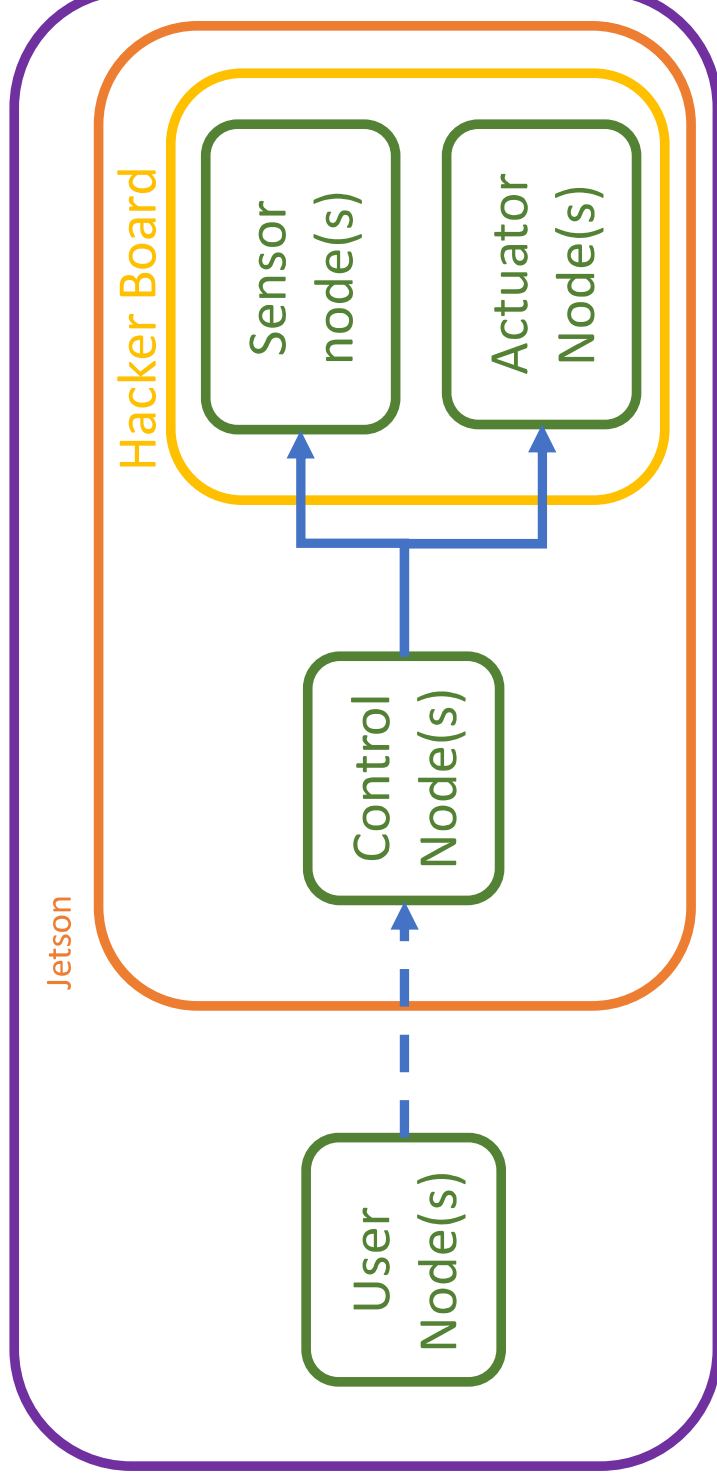 Jetson
Hacker Board
User
Node(s)
Control
Node(s)
Sensor
node(s)
Actuator
Node(s)